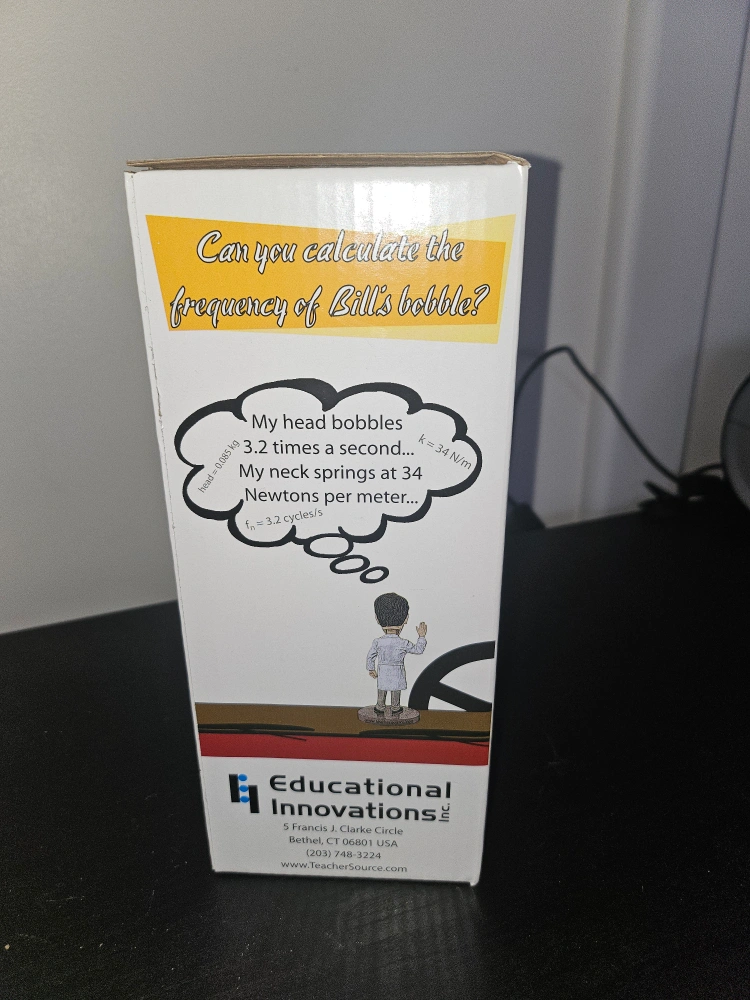 Can you calculate the
frequency of Bill's bobble?
My head bobbles
3.2 times a second...
My neck springs at 34
Newtons per meter...
head = 0.085 kg
k = 34 N/m
fn = 3.2 cycles/s
Educational
Innovations Inc.
5 Francis J. Clarke Circle
Bethel, CT 06801 USA
(203) 748-3224
www.TeacherSource.com